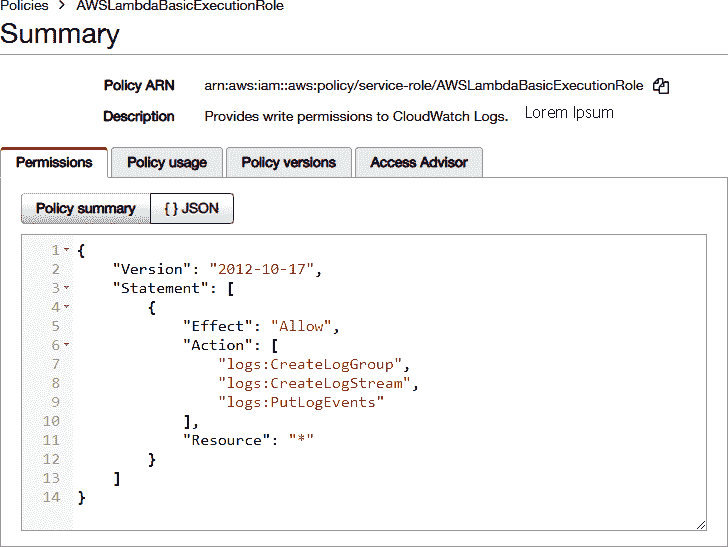 Policies > AWSLambdaBasicExecutionRole
Summary
Policy ARN arn:aws:iam::aws:policy/service-role/AWSLambdaBasicExecutionRole
Description Provides write permissions to CloudWatch Logs. Lorem Ipsum
Permissions Policy usage Policy versions Access Advisor
Policy summary { } JSON
1 {
2     "Version": "2012-10-17",
3     "Statement": [
4         {
5             "Effect": "Allow",
6             "Action": [
7                 "logs:CreateLogGroup",
8                 "logs:CreateLogStream",
9                 "logs:PutLogEvents"
10             ],
11             "Resource": "*"
12         }
13     ]
14 }